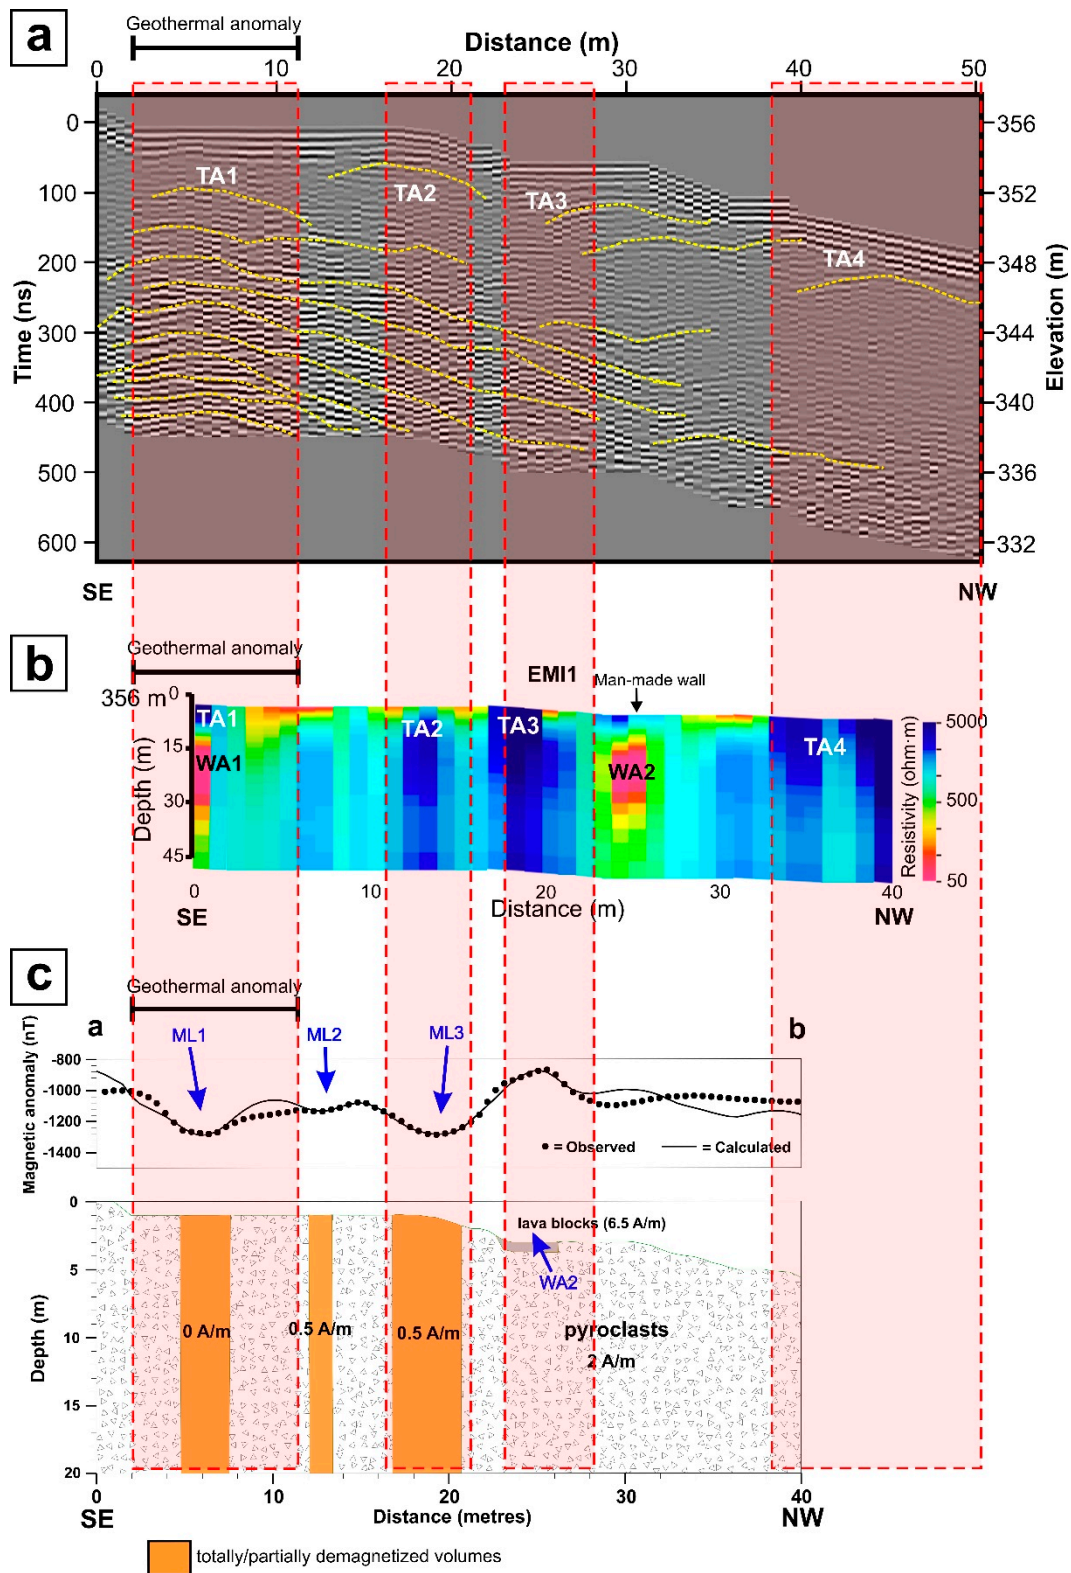 a
Geothermal anomaly
Distance (m)
0 10 20 30 40 50
0
100
200
300
400
500
600
Time (ns)
TA1
TA2
TA3
TA4
356
352
348
344
340
336
332
Elevation (m)
SE
NW
b
Geothermal anomaly
EMI1
Man-made wall
356 m
0
15
30
45
Depth (m)
TA1
WA1
TA2
TA3
WA2
TA4
5000
500
50
Resistivity (ohm·m)
0 10 20 30 40
SE
Distance (m)
NW
c
Geothermal anomaly
a
b
ML1
ML2
ML3
Magnetic anomaly (nT)
-800
-1000
-1200
-1400
= Observed
= Calculated
0
5
10
15
20
Depth (m)
lava blocks (6.5 A/m)
WA2
0 A/m
0.5 A/m
0.5 A/m
pyroclasts
2 A/m
0 10 20 30 40
SE
Distance (metres)
NW
totally/partially demagnetized volumes